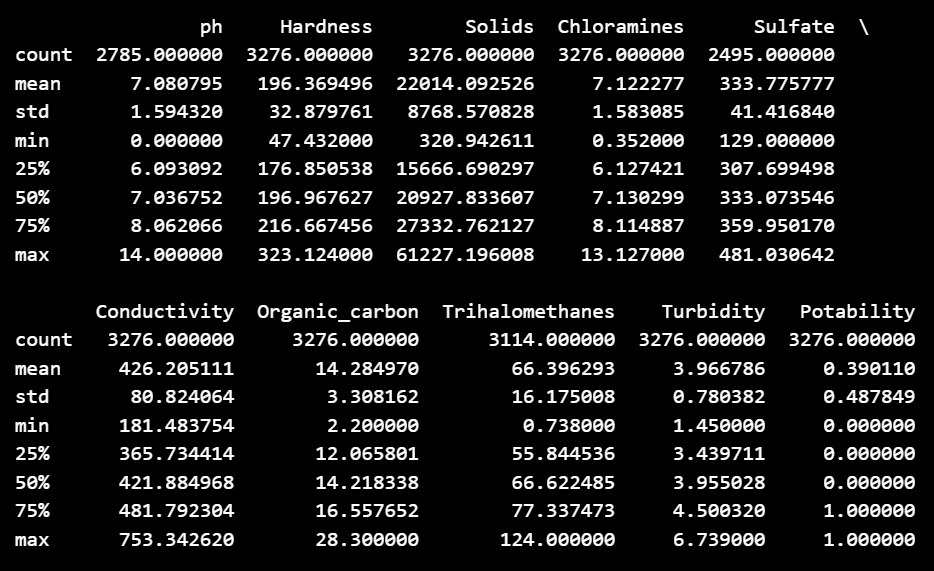 ph Hardness Solids Chloramines Sulfate \
count 2785.000000 3276.000000 3276.000000 3276.000000 2495.000000
mean 7.080795 196.369496 22014.092526 7.122277 333.775777
std 1.594320 32.879761 8768.570828 1.583085 41.416840
min 0.000000 47.432000 320.942611 0.352000 129.000000
25% 6.093092 176.850538 15666.690297 6.127421 307.699498
50% 7.036752 196.967627 20927.833607 7.130299 333.073546
75% 8.062066 216.667456 27332.762127 8.114887 359.950170
max 14.000000 323.124000 61227.196008 13.127000 481.030642
Conductivity Organic_carbon Trihalomethanes Turbidity Potability
count 3276.000000 3276.000000 3114.000000 3276.000000 3276.000000
mean 426.205111 14.284970 66.396293 3.966786 0.390110
std 80.824064 3.308162 16.175008 0.780382 0.487849
min 181.483754 2.200000 0.738000 1.450000 0.000000
25% 365.734414 12.065801 55.844536 3.439711 0.000000
50% 421.884968 14.218338 66.622485 3.955028 0.000000
75% 481.792304 16.557652 77.337473 4.500320 1.000000
max 753.342620 28.300000 124.000000 6.739000 1.000000